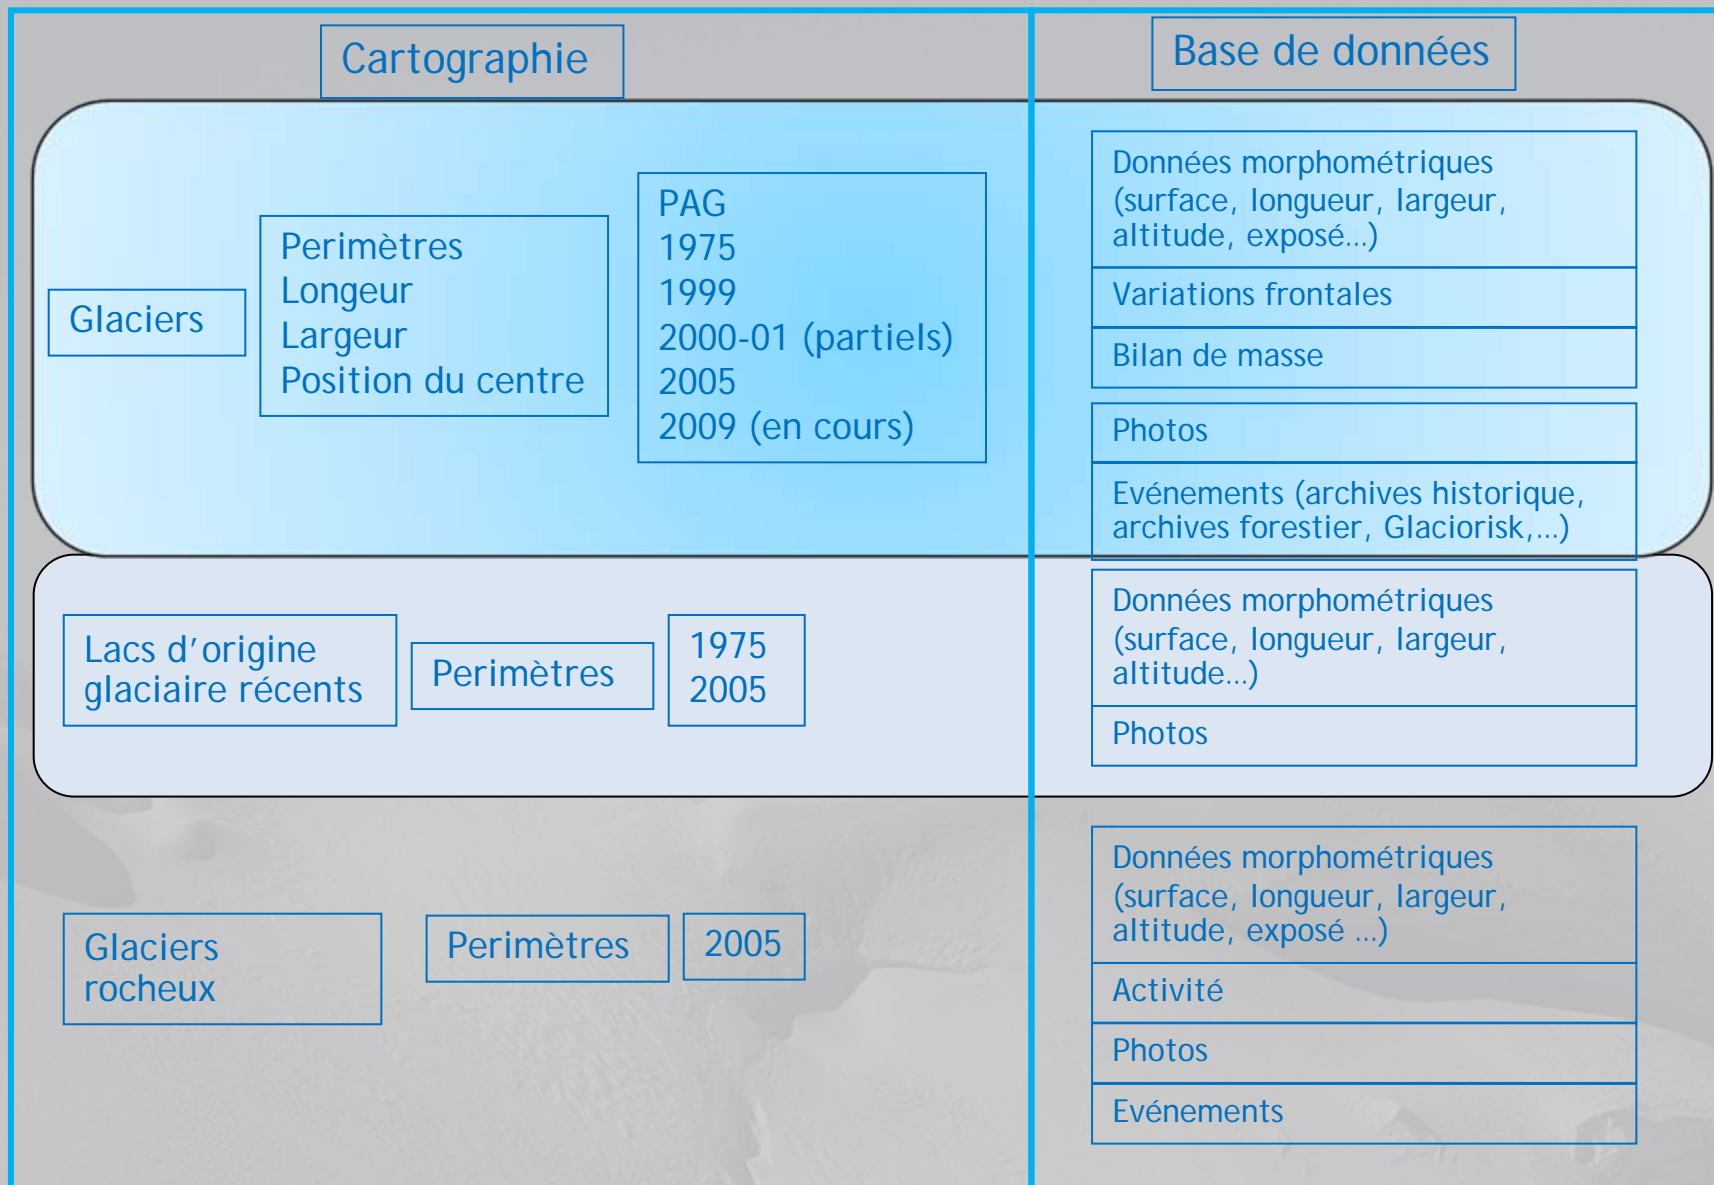 Cartographie
Base de données
Glaciers
Perimètres
Longeur
Largeur
Position du centre
PAG
1975
1999
2000-01 (partiels)
2005
2009 (en cours)
Données morphométriques
(surface, longueur, largeur,
altitude, exposé...)
Variations frontales
Bilan de masse
Photos
Evénements (archives historique,
archives forestier, Glaciorisk,...)
Lacs d'origine
glaciaire récents
Perimètres
1975
2005
Données morphométriques
(surface, longueur, largeur,
altitude...)
Photos
Glaciers
rocheux
Perimètres
2005
Données morphométriques
(surface, longueur, largeur,
altitude, exposé ...)
Activité
Photos
Evénements